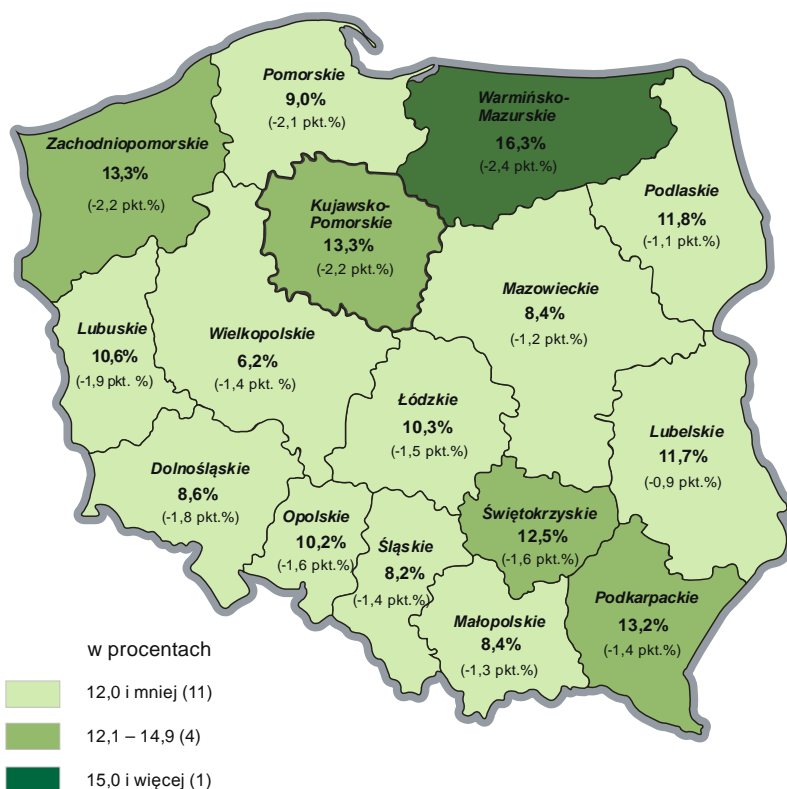 Pomorskie
9,0%
(-2,1 pkt.%)
Warmińsko-
Mazurskie
16,3%
(-2,4 pkt.%)
Zachodniopomorskie
13,3%
(-2,2 pkt.%)
Kujawsko-
Pomorskie
13,3%
(-2,2 pkt.%)
Podlaskie
11,8%
(-1,1 pkt.%)
Mazowieckie
8,4%
(-1,2 pkt.%)
Lubuskie
10,6%
(-1,9 pkt. %)
Wielkopolskie
6,2%
(-1,4 pkt. %)
Łódzkie
10,3%
(-1,5 pkt.%)
Lubelskie
11,7%
(-0,9 pkt. %)
Dolnośląskie
8,6%
(-1,8 pkt.%)
Opolskie
10,2%
(-1,6 pkt.%)
Śląskie
8,2%
(-1,4 pkt.%)
Świętokrzyskie
12,5%
(-1,6 pkt.%)
Małopolskie
8,4%
(-1,3 pkt.%)
Podkarpackie
13,2%
(-1,4 pkt.%)
w procentach
12,0 i mniej (11)
12,1 – 14,9 (4)
15,0 i więcej (1)